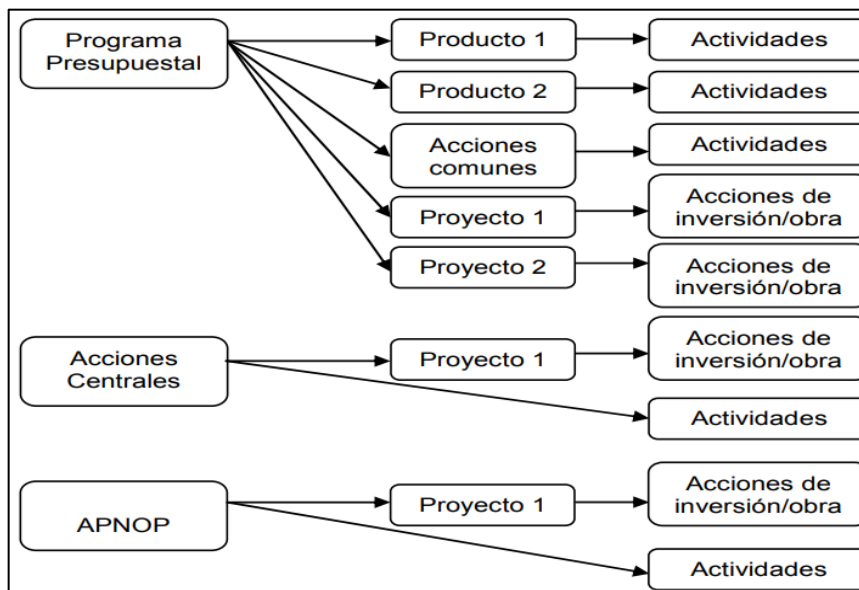 Programa
Presupuestal
Producto 1
Actividades
Producto 2
Actividades
Acciones
comunes
Actividades
Proyecto 1
Acciones de
inversión/obra
Proyecto 2
Acciones de
inversión/obra
Acciones
Centrales
Proyecto 1
Acciones de
inversión/obra
Actividades
APNOP
Proyecto 1
Acciones de
inversión/obra
Actividades